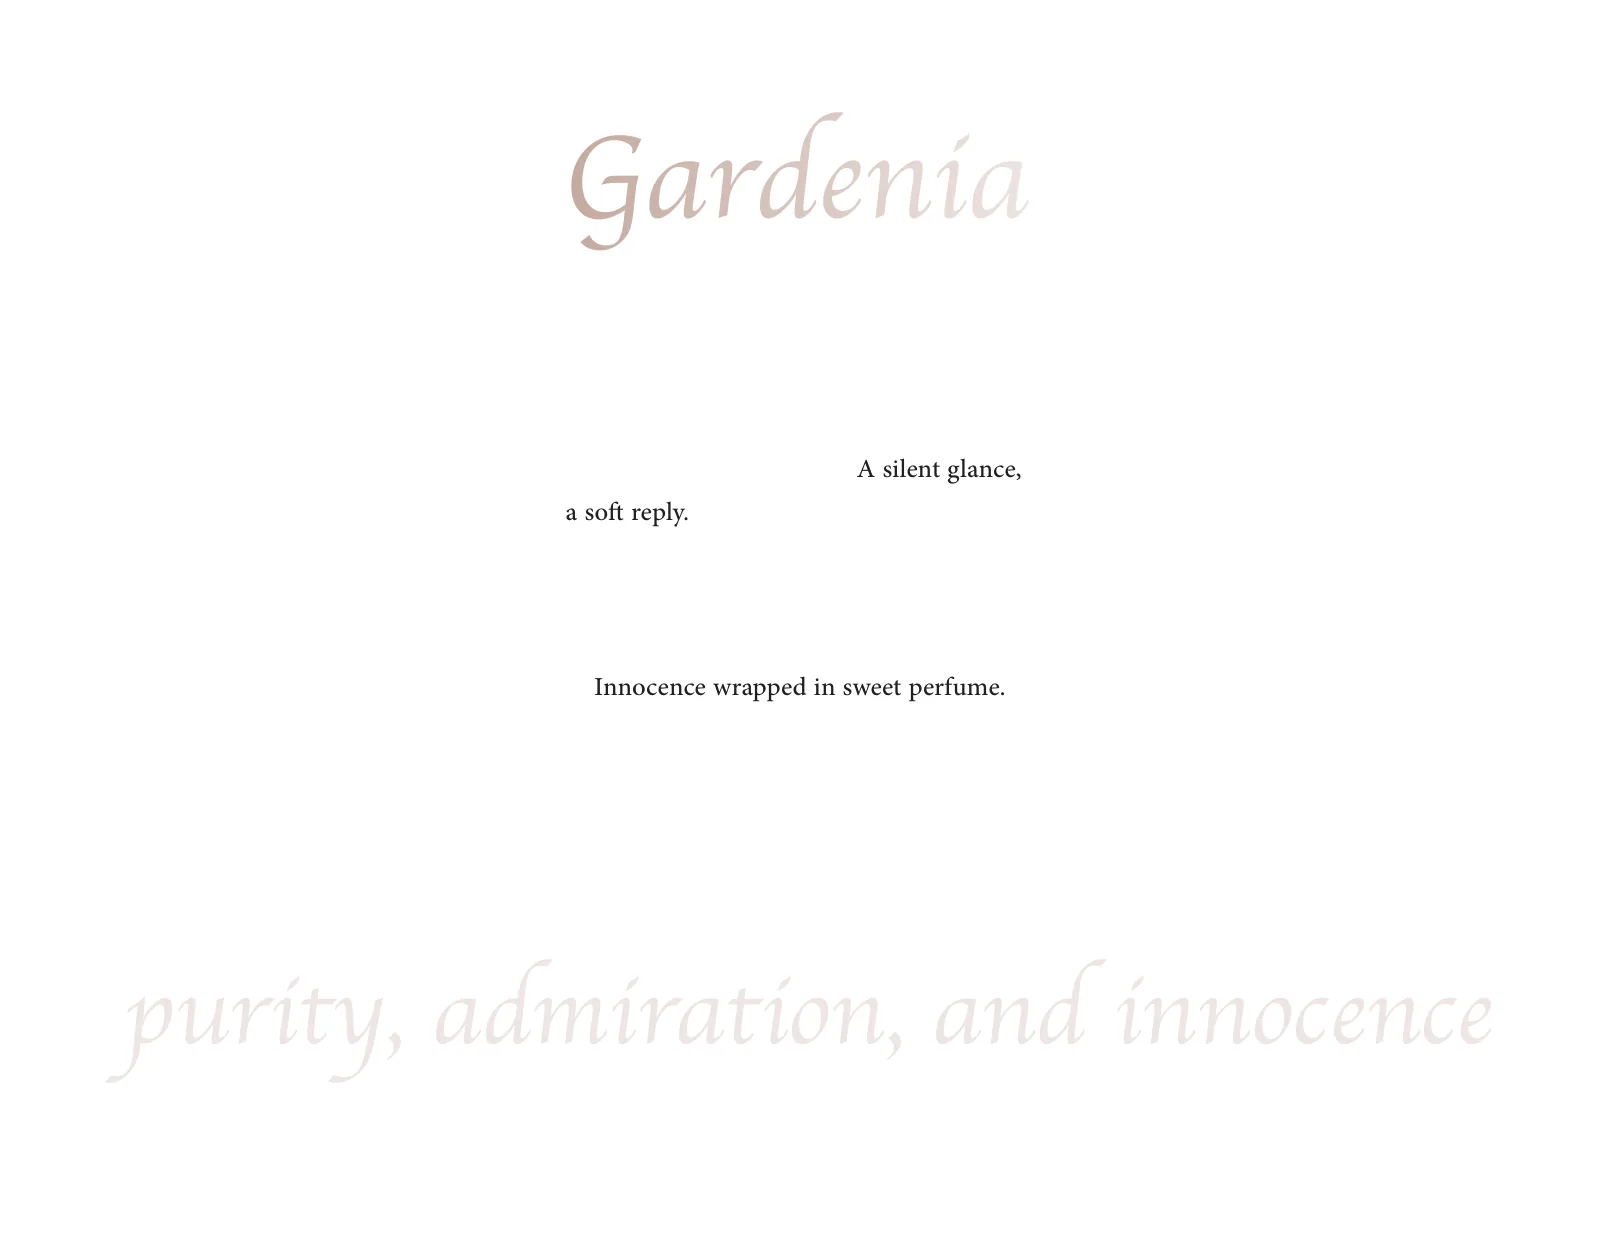 Gardenia
A silent glance,
a soft reply.
Innocence wrapped in sweet perfume.
purity, admiration, and innocence